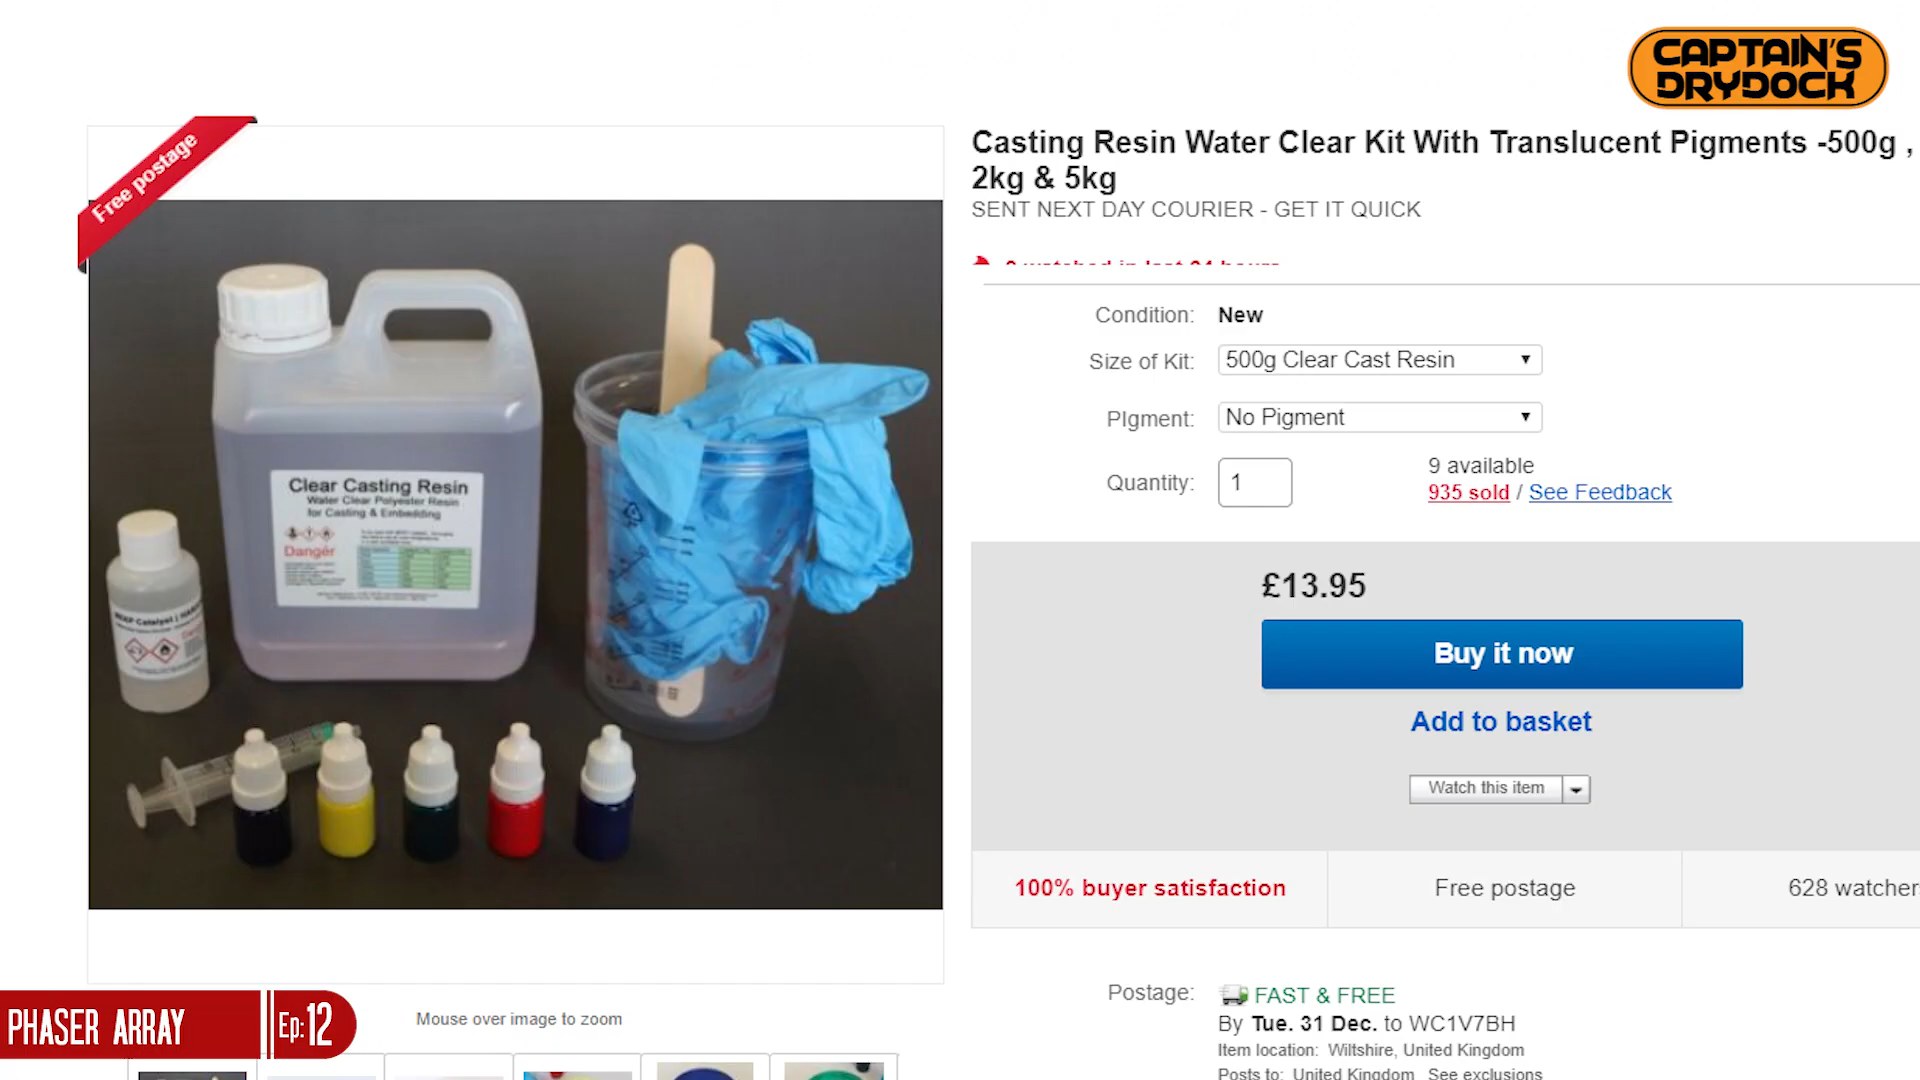 CAPTAIN'S
DRYDOCK
Free postage
Casting Resin Water Clear Kit With Translucent Pigments -500g ,
2kg & 5kg
SENT NEXT DAY COURIER - GET IT QUICK
Condition: New
Size of Kit: 500g Clear Cast Resin
PIgment: No Pigment
Quantity: 1
9 available
935 sold / See Feedback
£13.95
Buy it now
Add to basket
Watch this item
100% buyer satisfaction
Free postage
628 watcher
Postage: FAST & FREE
By Tue. 31 Dec. to WC1V7BH
Item location: Wiltshire, United Kingdom
Posts to: United Kingdom See exclusions
Clear Casting Resin
Water Clear Polyester Resin
for Casting & Embedding
Danger
Catalyst
Mouse over image to zoom
PHASER ARRAY
Ep:12